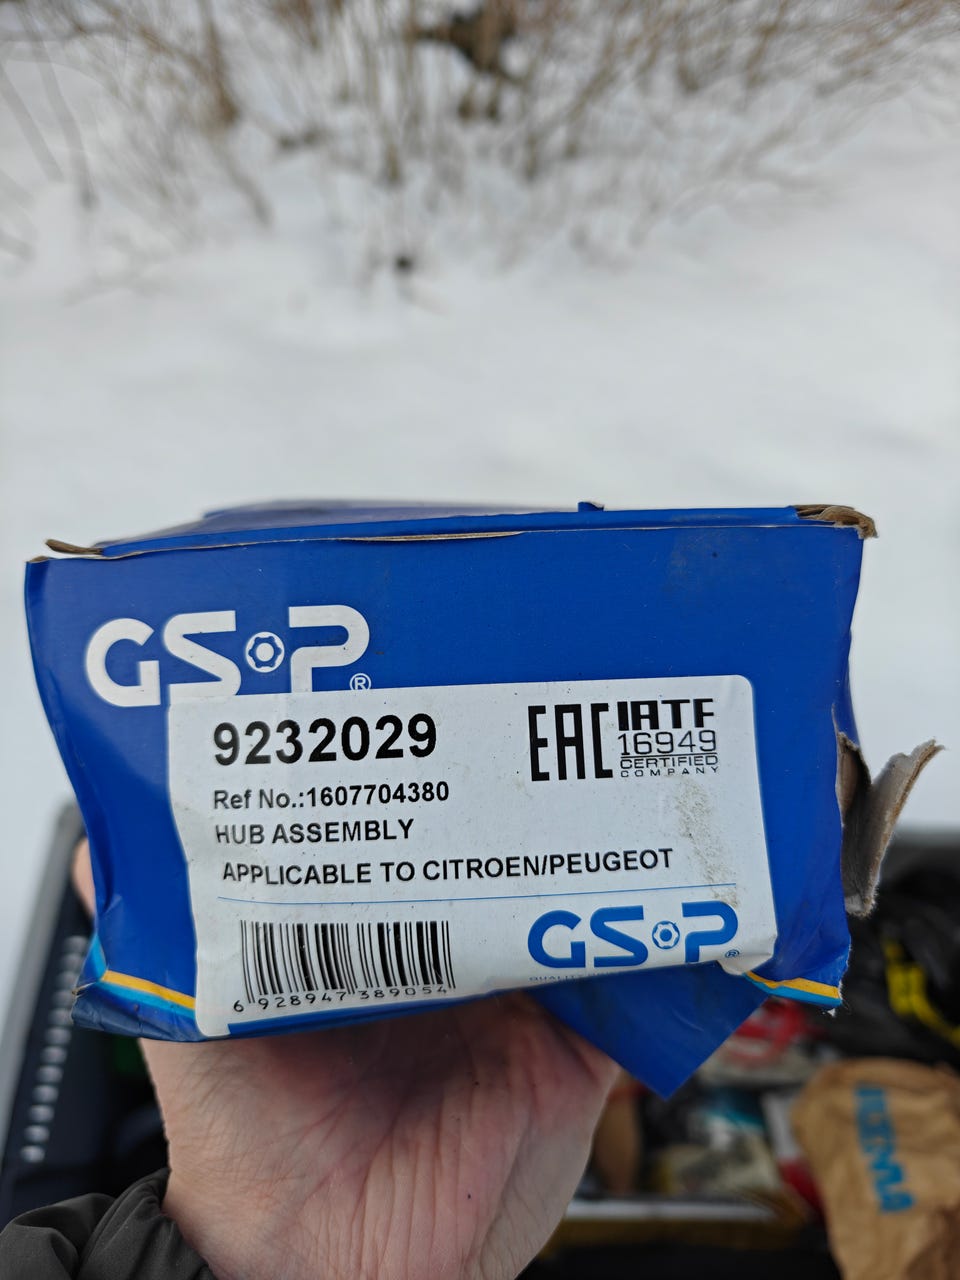 GSP®
9232029
EAC
IATF
16949
CERTIFIED
COMPANY
Ref No.:1607704380
HUB ASSEMBLY
APPLICABLE TO CITROEN/PEUGEOT
6 928947 389054
GSP®